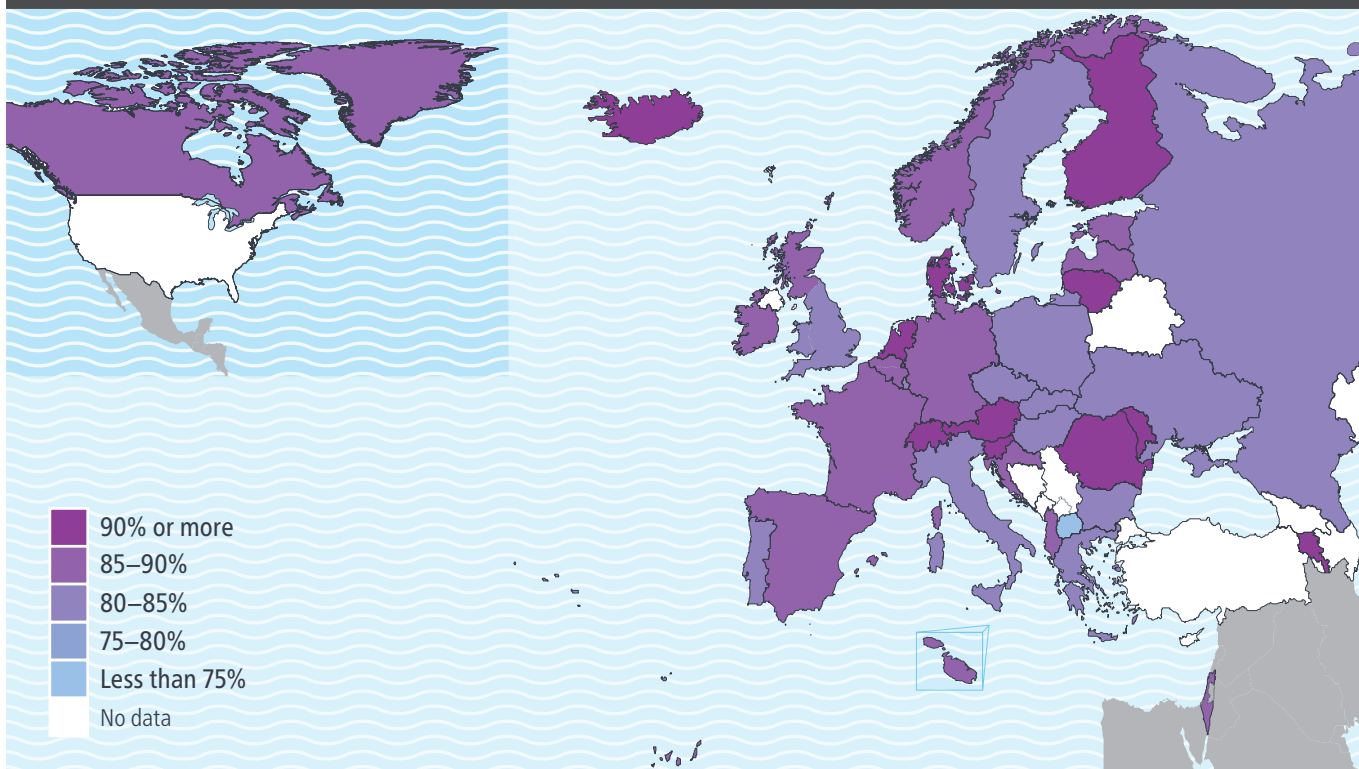 90% or more
85–90%
80–85%
75–80%
Less than 75%
No data